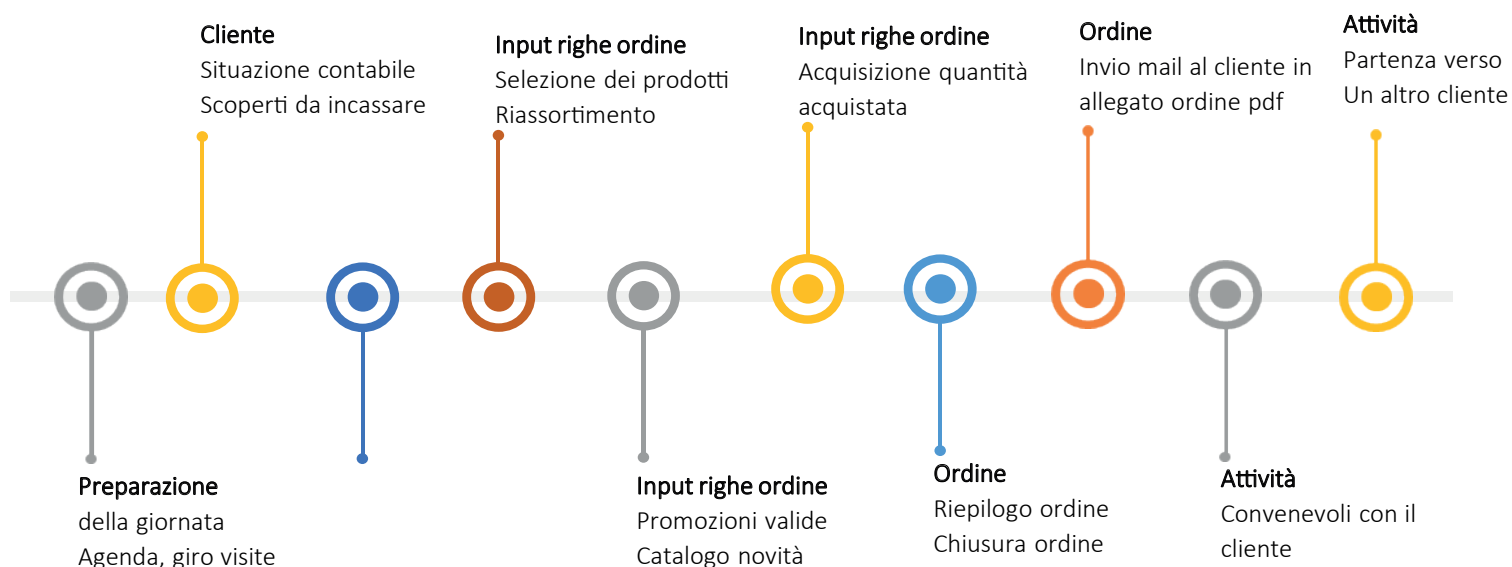 Cliente
Situazione contabile
Scoperti da incassare
Input righe ordine
Selezione dei prodotti
Riassortimento
Input righe ordine
Acquisizione quantità
acquistata
Ordine
Invio mail al cliente in
allegato ordine pdf
Attività
Partenza verso
Un altro cliente
Preparazione
della giornata
Agenda, giro visite
Input righe ordine
Promozioni valide
Catalogo novità
Ordine
Riepilogo ordine
Chiusura ordine
Attività
Convenevoli con il
cliente